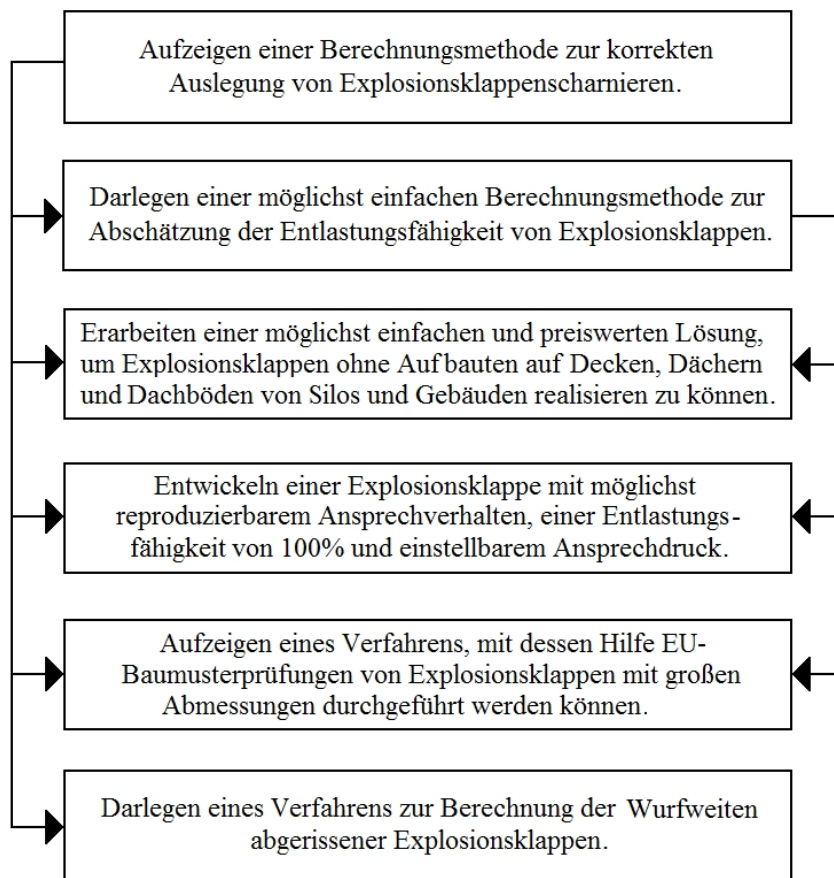 Aufzeigen einer Berechnungsmethode zur korrekten
Auslegung von Explosionsklappenscharnieren.
Darlegen einer möglichst einfachen Berechnungsmethode zur
Abschätzung der Entlastungsfähigkeit von Explosionsklappen.
Erarbeiten einer möglichst einfachen und preiswerten Lösung,
um Explosionsklappen ohne Aufbauten auf Decken, Dächern
und Dachböden von Silos und Gebäuden realisieren zu können.
Entwickeln einer Explosionsklappe mit möglichst
reproduzierbarem Ansprechverhalten, einer Entlastungs-
fähigkeit von 100% und einstellbarem Ansprechdruck.
Aufzeigen eines Verfahrens, mit dessen Hilfe EU-
Baumusterprüfungen von Explosionsklappen mit großen
Abmessungen durchgeführt werden können.
Darlegen eines Verfahrens zur Berechnung der Wurfweiten
abgerissener Explosionsklappen.